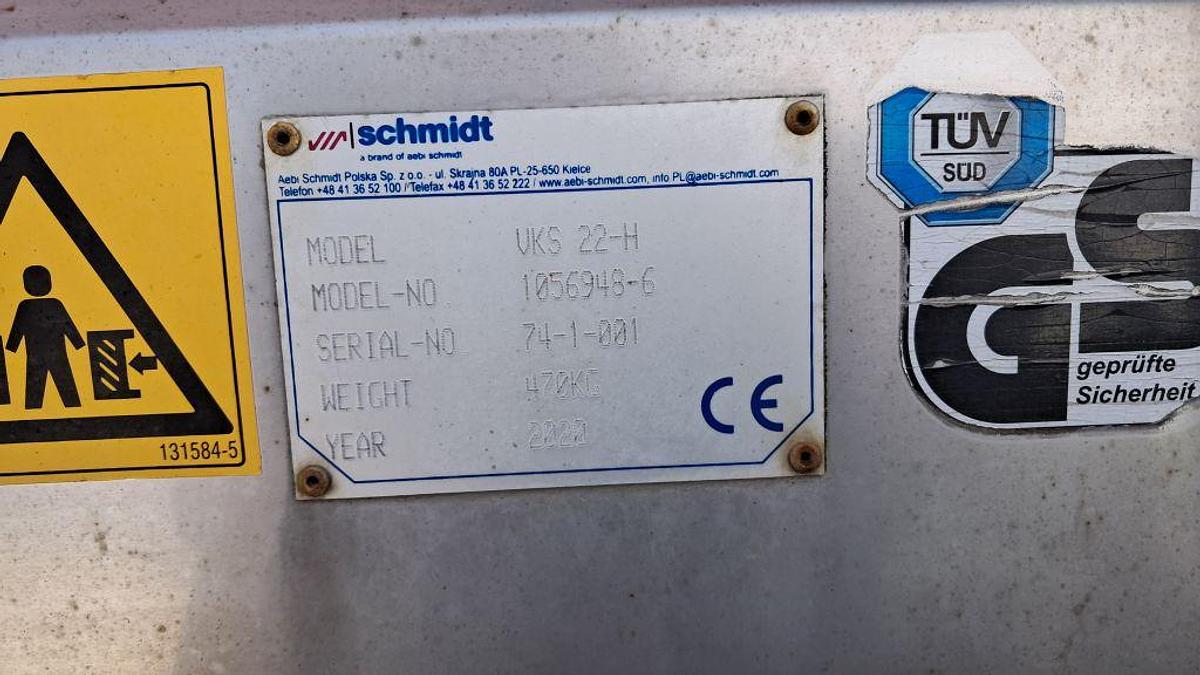 schmidt
a brand of aebi schmidt
Aebi Schmidt Polska Sp. z o.o. - ul. Skrajna 80A PL-25-650 Kielce
Telefon +48 41 36 52 100 / Telefax +48 41 36 52 222 / www.aebi-schmidt.com, info PL@aebi-schmidt.com
MODEL VKS 22-H
MODEL-NO 1056948-6
SERIAL-NO 74-1-001
WEIGHT 470KG
YEAR 2020
CE
131584-5
TÜV
SÜD
GS
geprüfte
Sicherheit